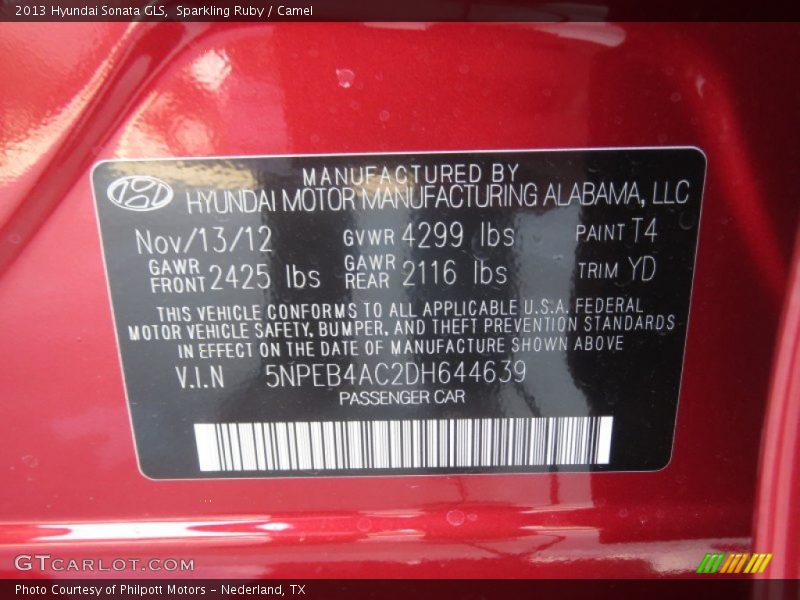 2013 Hyundai Sonata GLS, Sparkling Ruby / Camel
MANUFACTURED BY
HYUNDAI MOTOR MANUFACTURING ALABAMA, LLC
Nov/13/12 GVWR 4299 lbs PAINT T4
GAWR FRONT 2425 lbs GAWR REAR 2116 lbs TRIM YD
THIS VEHICLE CONFORMS TO ALL APPLICABLE U.S.A. FEDERAL
MOTOR VEHICLE SAFETY, BUMPER, AND THEFT PREVENTION STANDARDS
IN EFFECT ON THE DATE OF MANUFACTURE SHOWN ABOVE
V.I.N 5NPEB4AC2DH644639
PASSENGER CAR
GTCARLOT.COM
Photo Courtesy of Philpott Motors - Nederland, TX